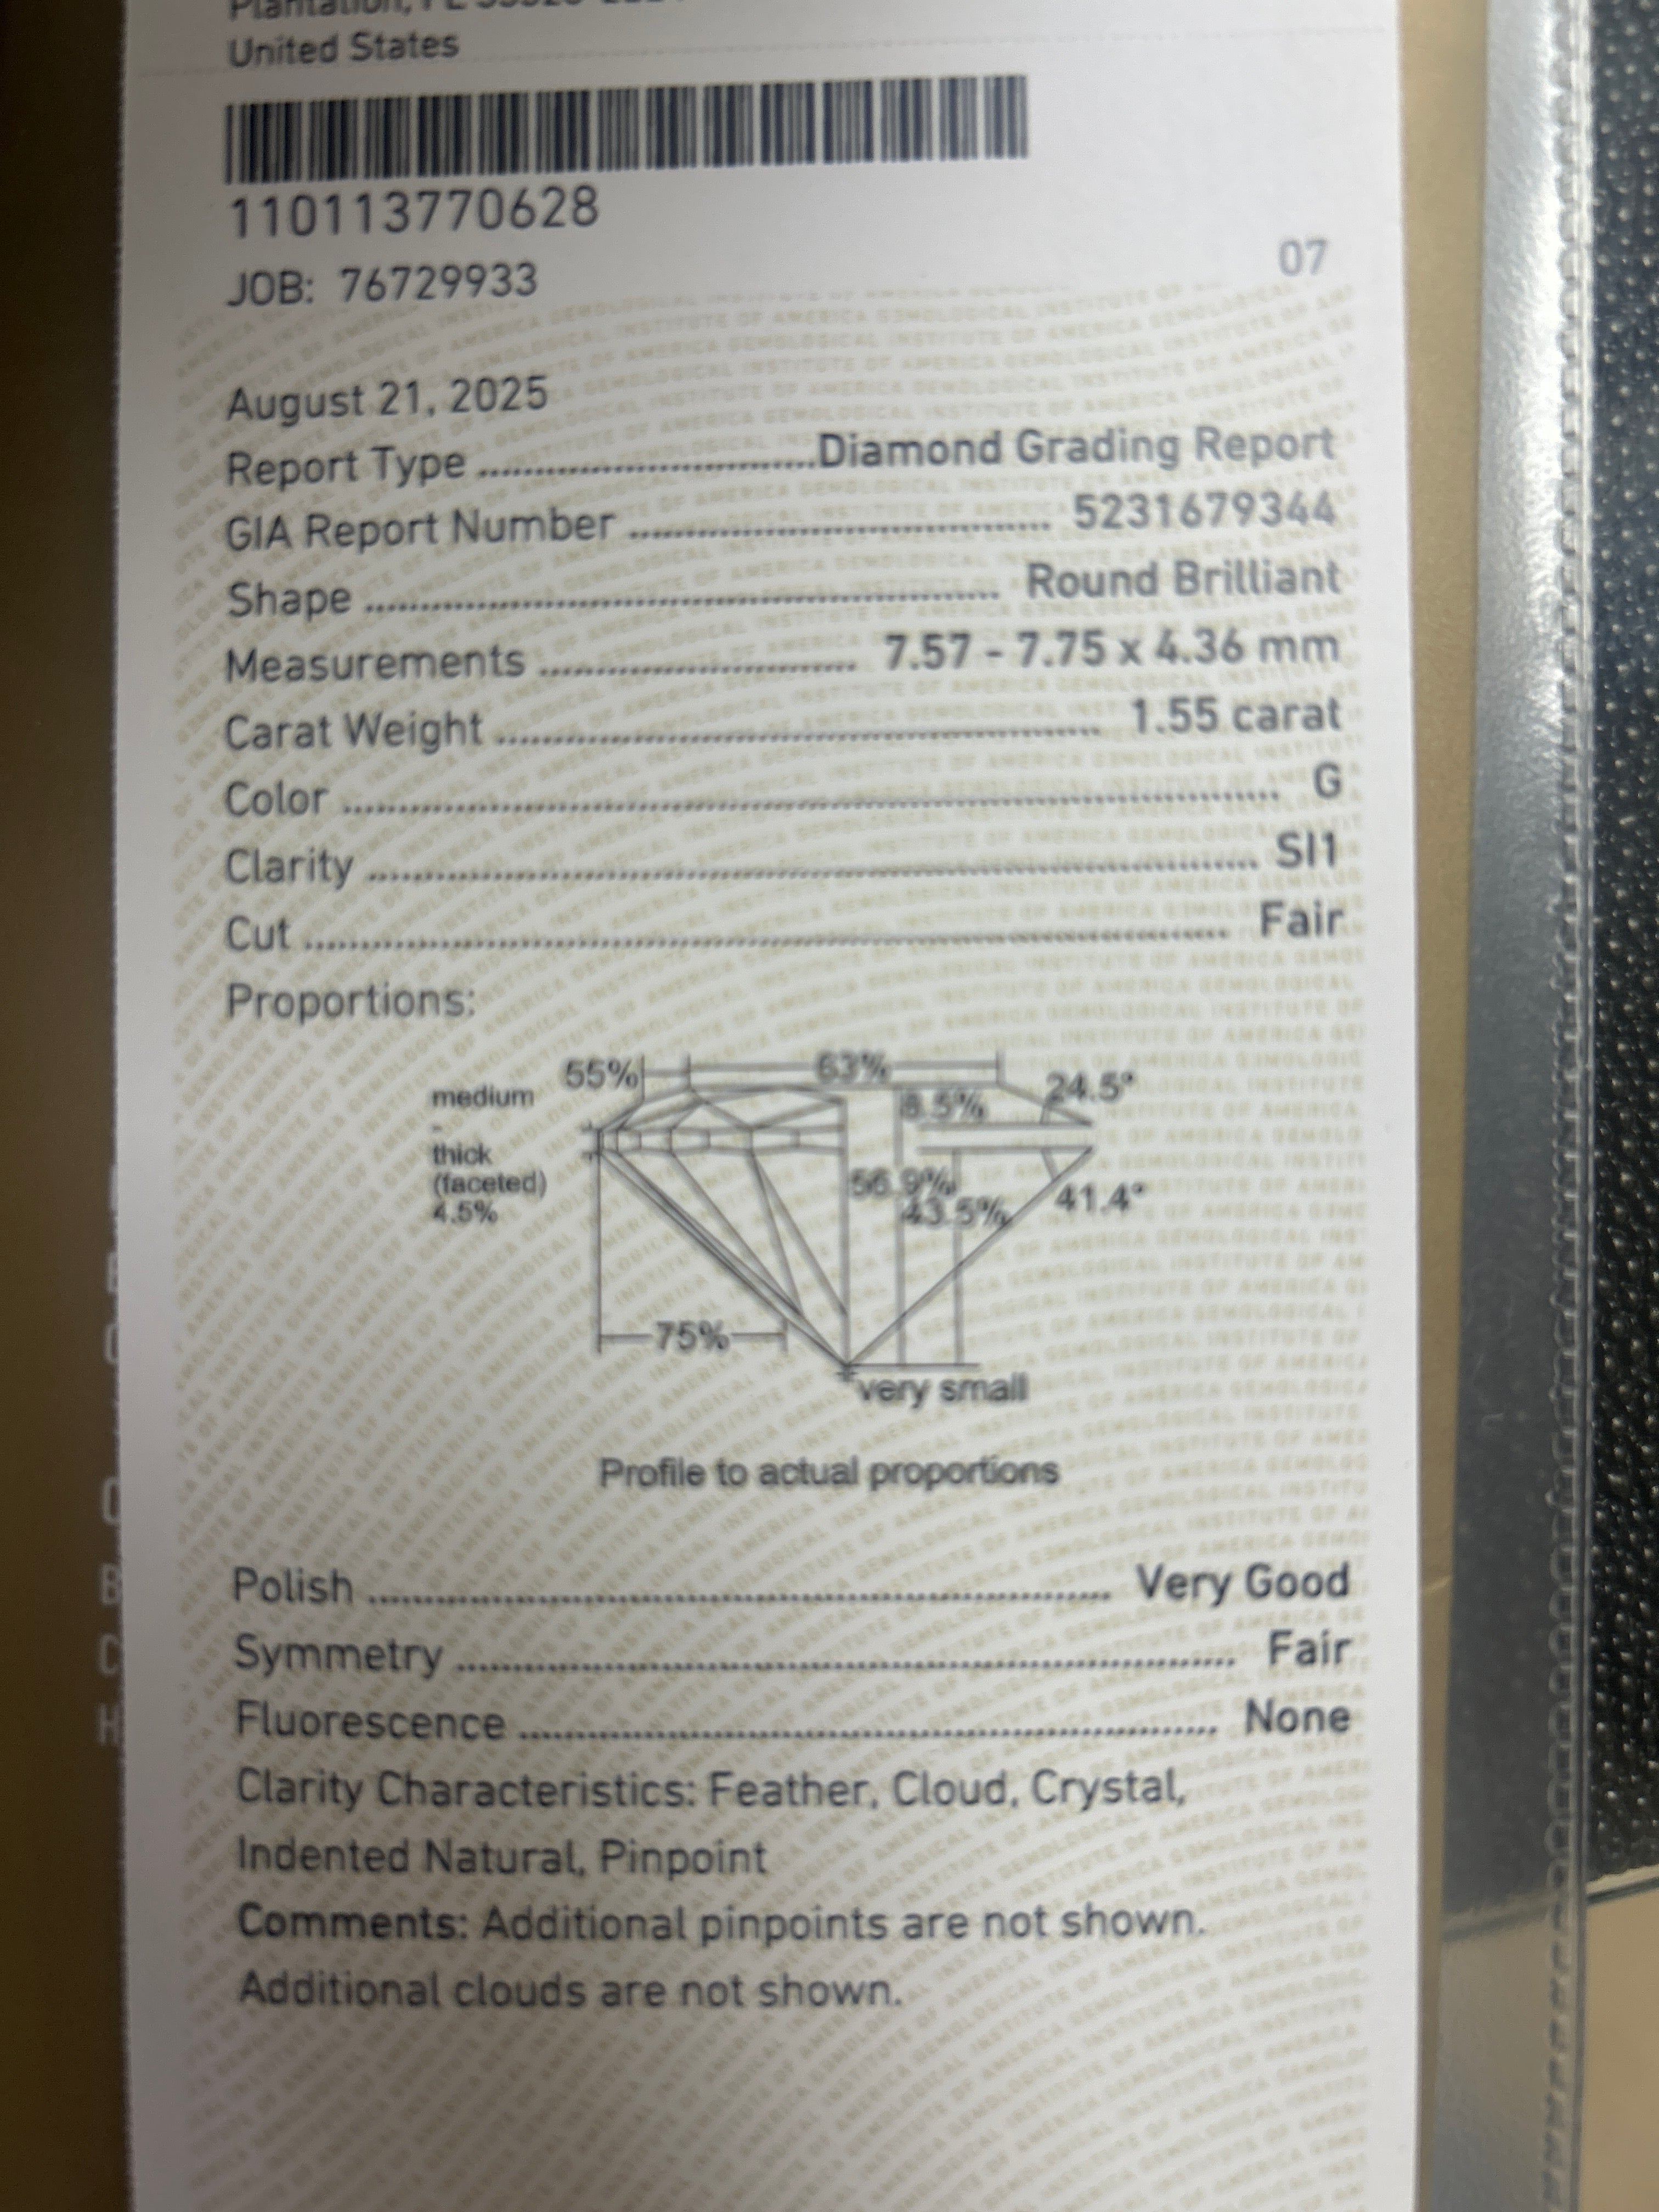 United States
110113770628
JOB: 76729933
07
August 21, 2025
Report Type ............................ Diamond Grading Report
GIA Report Number ............................ 5231679344
Shape ............................ Round Brilliant
Measurements ............................ 7.57 - 7.75 x 4.36 mm
Carat Weight ............................ 1.55 carat
Color ............................ G
Clarity ............................ SI1
Cut ............................ Fair
Proportions:
55% 63% 24.5°
medium
-
thick
(faceted)
4.5%
8.5%
56.9%
43.5%
41.4°
75%
very small
Profile to actual proportions
Polish ............................ Very Good
Symmetry ............................ Fair
Fluorescence ............................ None
Clarity Characteristics: Feather, Cloud, Crystal,
Indented Natural, Pinpoint
Comments: Additional pinpoints are not shown.
Additional clouds are not shown.